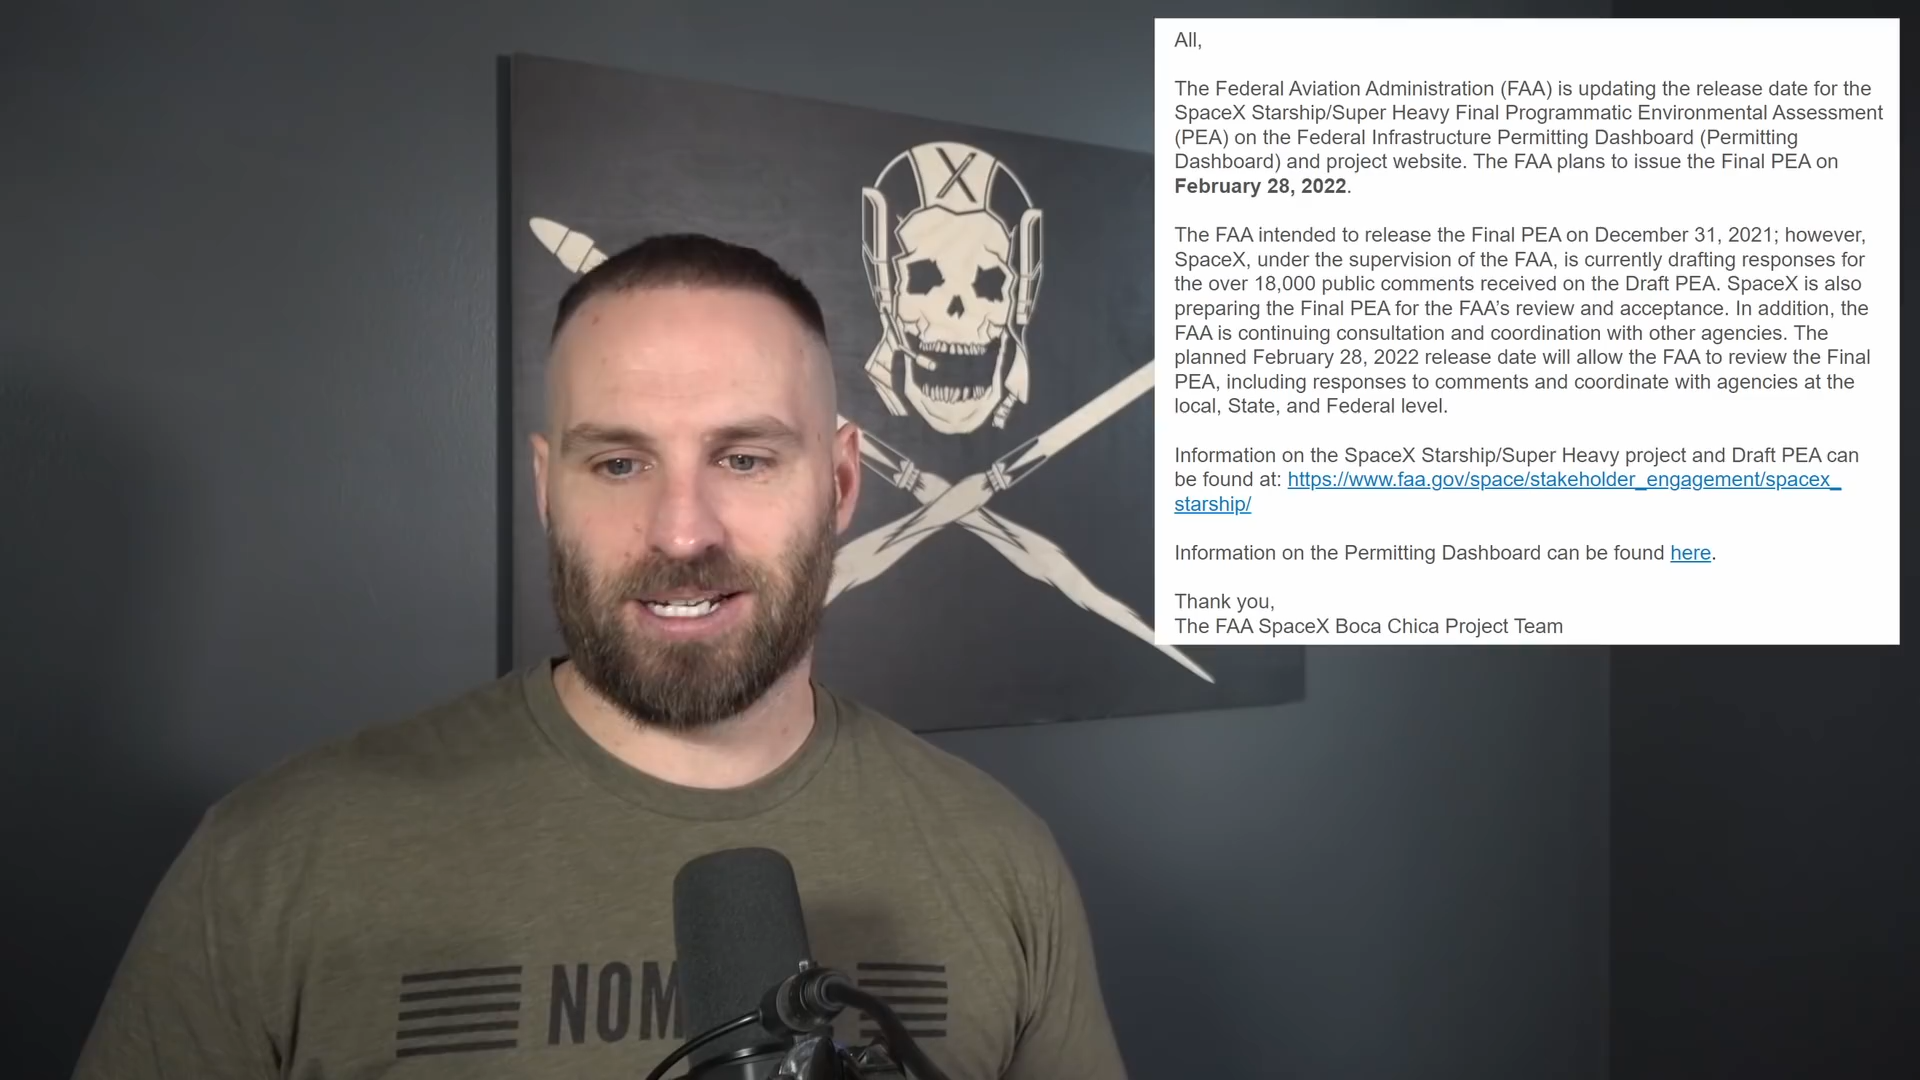 All,
The Federal Aviation Administration (FAA) is updating the release date for the
SpaceX Starship/Super Heavy Final Programmatic Environmental Assessment
(PEA) on the Federal Infrastructure Permitting Dashboard (Permitting
Dashboard) and project website. The FAA plans to issue the Final PEA on
February 28, 2022.
The FAA intended to release the Final PEA on December 31, 2021; however,
SpaceX, under the supervision of the FAA, is currently drafting responses for
the over 18,000 public comments received on the Draft PEA. SpaceX is also
preparing the Final PEA for the FAA’s review and acceptance. In addition, the
FAA is continuing consultation and coordination with other agencies. The
planned February 28, 2022 release date will allow the FAA to review the Final
PEA, including responses to comments and coordinate with agencies at the
local, State, and Federal level.
Information on the SpaceX Starship/Super Heavy project and Draft PEA can
be found at: https://www.faa.gov/space/stakeholder_engagement/spacex_
starship/
Information on the Permitting Dashboard can be found here.
Thank you,
The FAA SpaceX Boca Chica Project Team
X
NOM